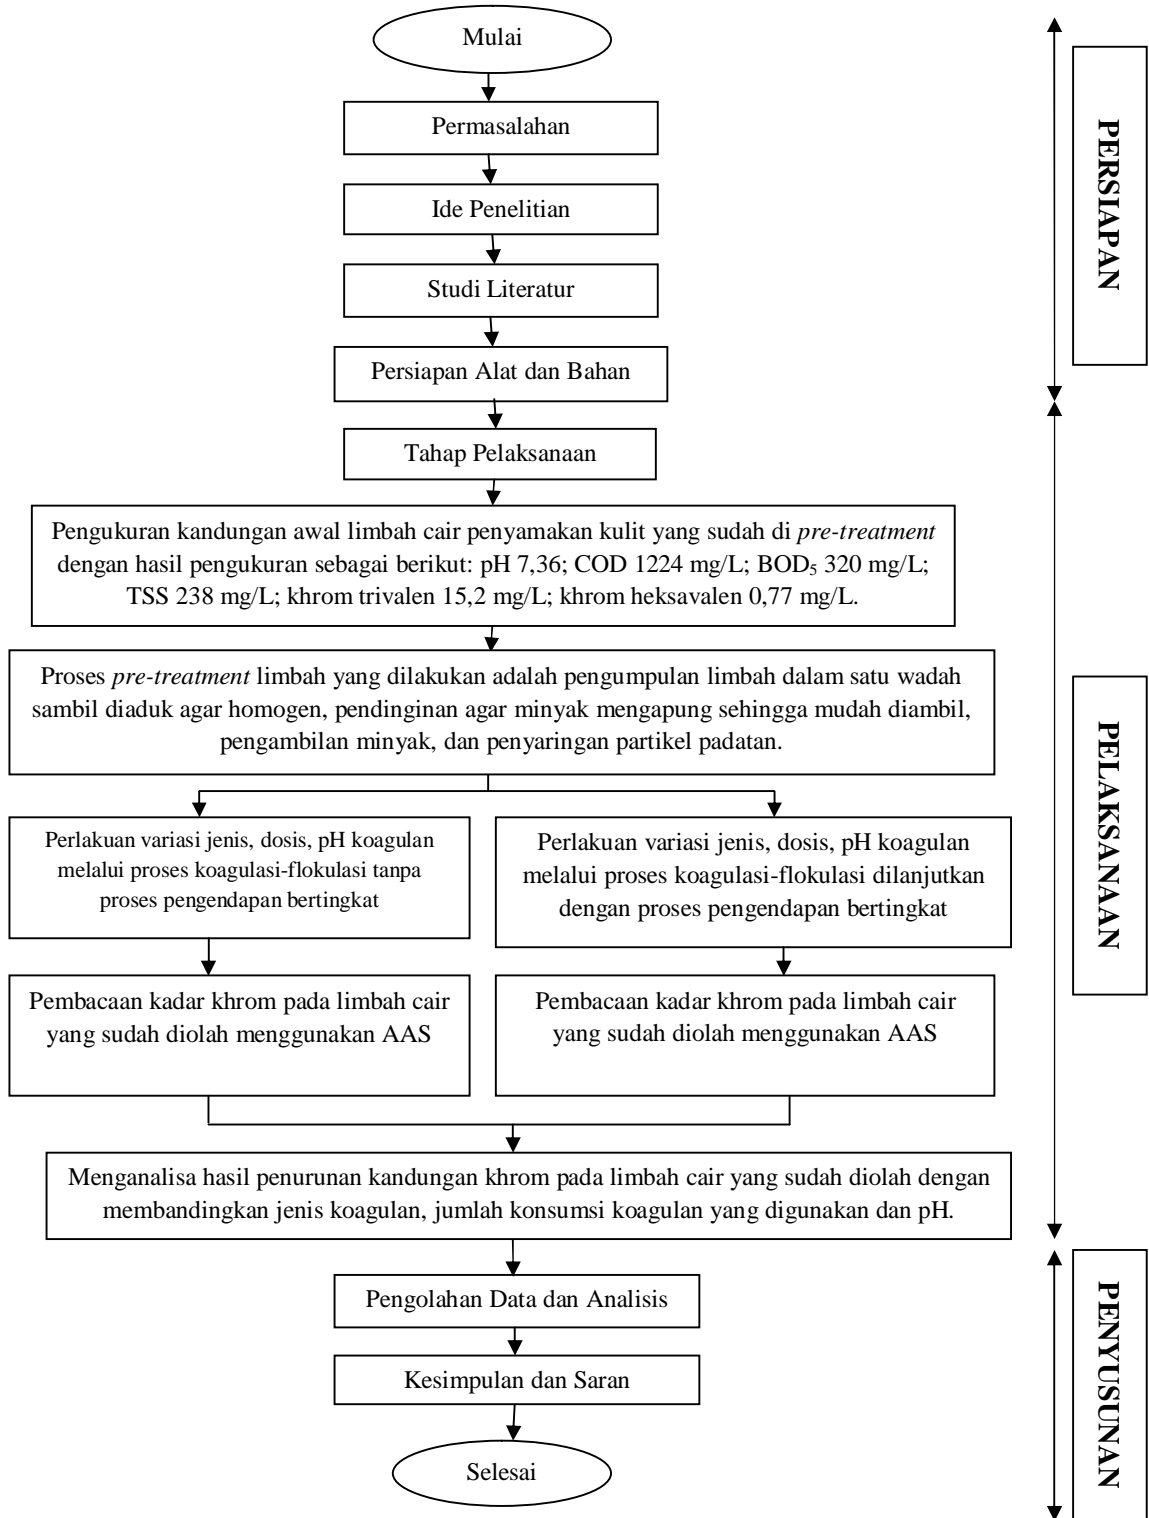 Mulai
Permasalahan
Ide Penelitian
Studi Literatur
Persiapan Alat dan Bahan
PERSIAPAN
Tahap Pelaksanaan
Pengukuran kandungan awal limbah cair penyamakan kulit yang sudah di pre-treatment
dengan hasil pengukuran sebagai berikut: pH 7,36; COD 1224 mg/L; BOD₅ 320 mg/L;
TSS 238 mg/L; khrom trivalen 15,2 mg/L; khrom heksavalen 0,77 mg/L.
Proses pre-treatment limbah yang dilakukan adalah pengumpulan limbah dalam satu wadah
sambil diaduk agar homogen, pendinginan agar minyak mengapung sehingga mudah diambil,
pengambilan minyak, dan penyaringan partikel padatan.
Perlakuan variasi jenis, dosis, pH koagulan
melalui proses koagulasi-flokulasi tanpa
proses pengendapan bertingkat
Perlakuan variasi jenis, dosis, pH koagulan
melalui proses koagulasi-flokulasi dilanjutkan
dengan proses pengendapan bertingkat
Pembacaan kadar khrom pada limbah cair
yang sudah diolah menggunakan AAS
Pembacaan kadar khrom pada limbah cair
yang sudah diolah menggunakan AAS
Menganalisa hasil penurunan kandungan khrom pada limbah cair yang sudah diolah dengan
membandingkan jenis koagulan, jumlah konsumsi koagulan yang digunakan dan pH.
PELAKSANAAN
Pengolahan Data dan Analisis
Kesimpulan dan Saran
Selesai
PENYUSUNAN